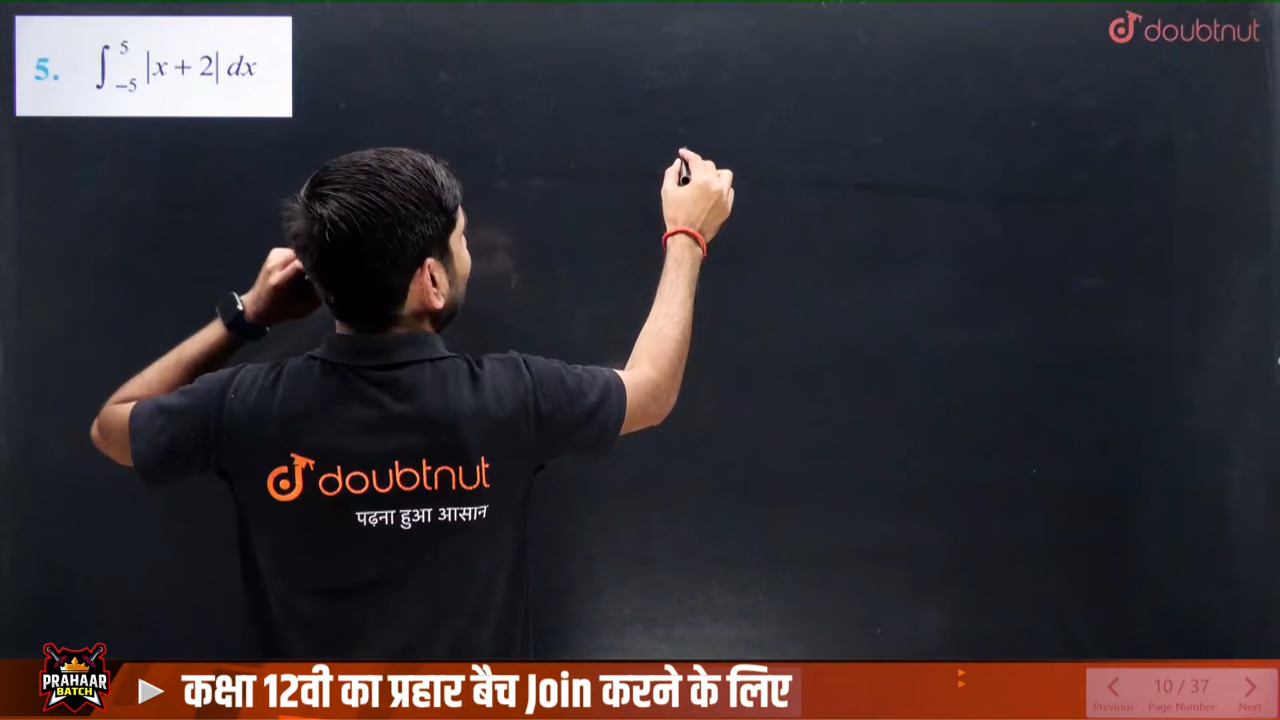 5. ∫_{-5}^{5} |x + 2| dx
doubtnut
doubtnut
पढ़ना हुआ आसान
PRAHAAR
BATCH
कक्षा 12वी का प्रहार बैच Join करने के लिए
10 / 37
Previous Page Number Next